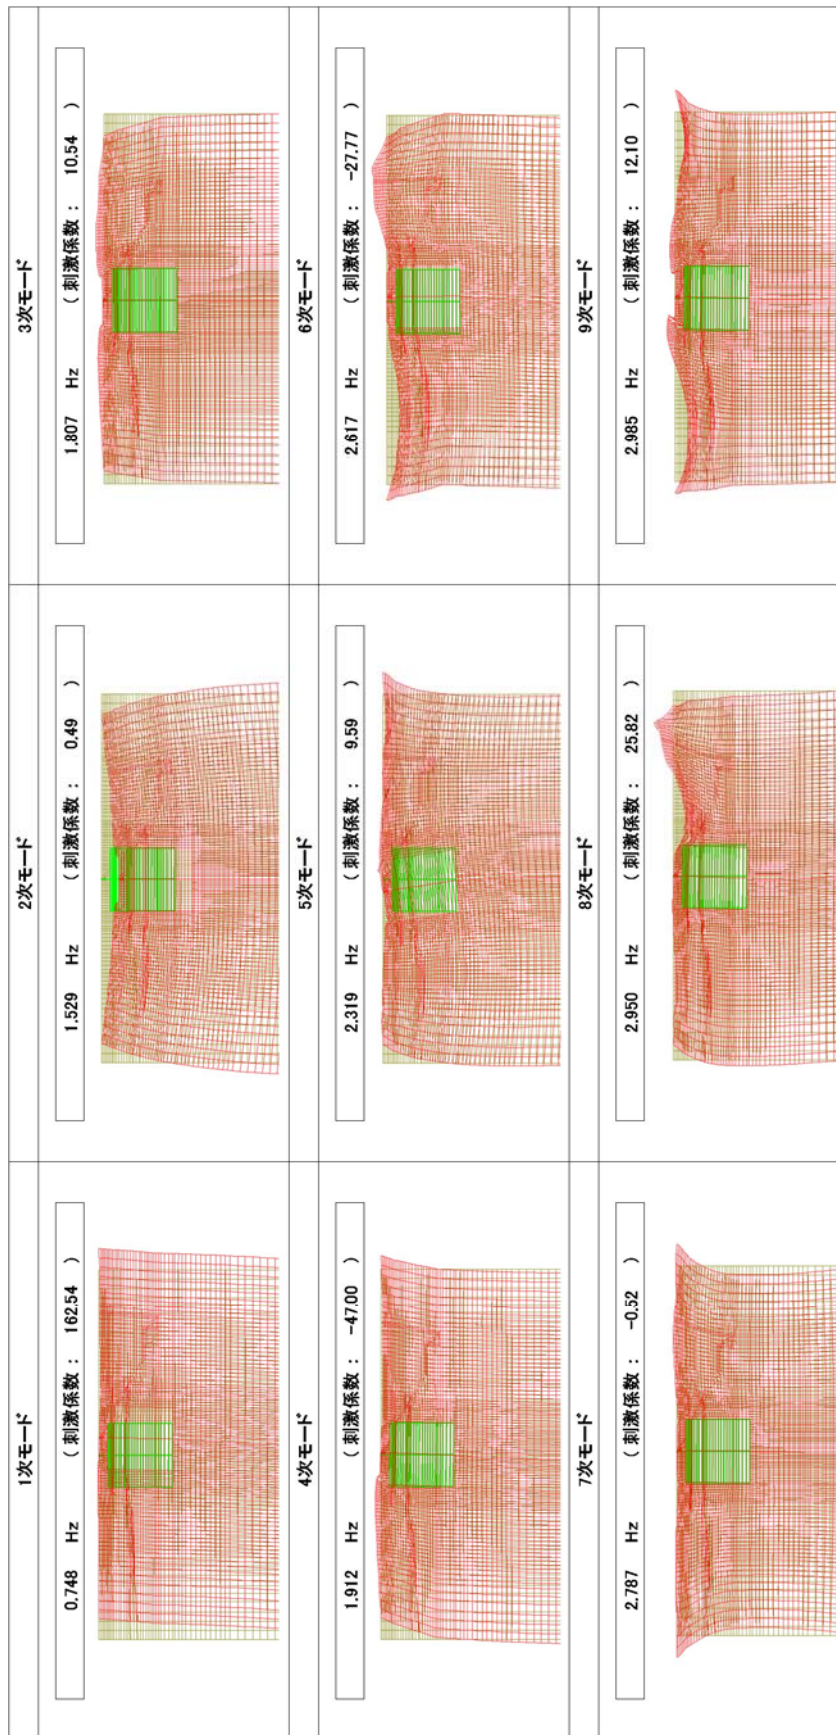 1次モード
0.748 Hz （ 刺激係数 ： 162.54 ）
2次モード
1.529 Hz （ 刺激係数 ： 0.49 ）
3次モード
1.807 Hz （ 刺激係数 ： 10.54 ）
4次モード
1.912 Hz （ 刺激係数 ： -47.00 ）
5次モード
2.319 Hz （ 刺激係数 ： 9.59 ）
6次モード
2.617 Hz （ 刺激係数 ： -27.77 ）
7次モード
2.787 Hz （ 刺激係数 ： -0.52 ）
8次モード
2.950 Hz （ 刺激係数 ： 25.82 ）
9次モード
2.985 Hz （ 刺激係数 ： 12.10 ）